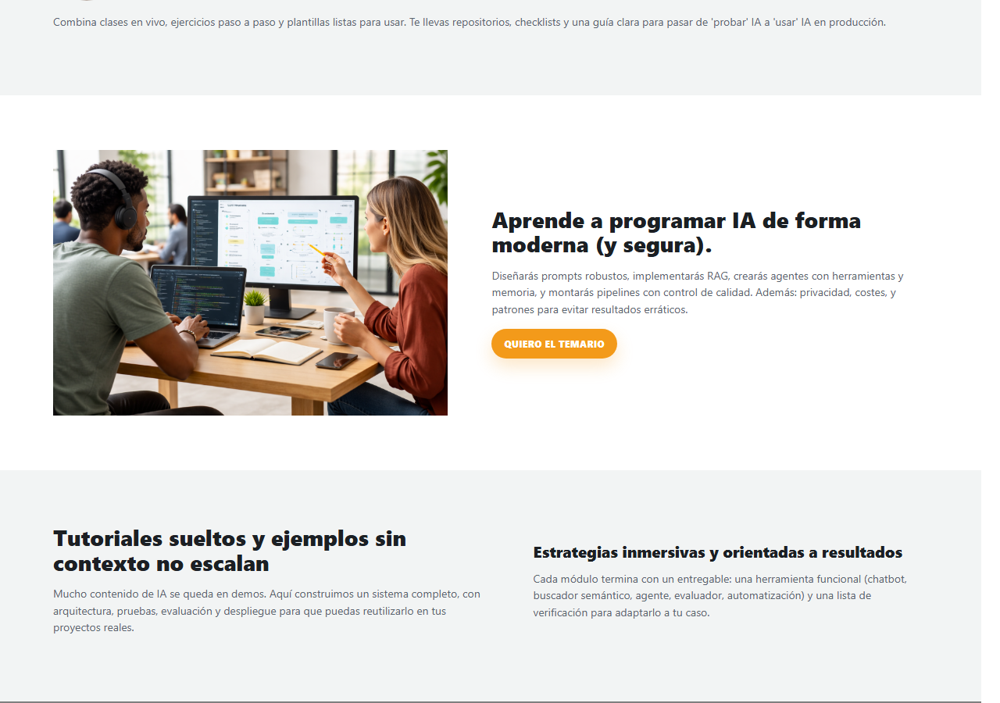 Combina clases en vivo, ejercicios paso a paso y plantillas listas para usar. Te llevas repositorios, checklists y una guía clara para pasar de 'probar' IA a 'usar' IA en producción.
Aprende a programar IA de forma
moderna (y segura).
Diseñarás prompts robustos, implementarás RAG, crearás agentes con herramientas y
memoria, y montarás pipelines con control de calidad. Además: privacidad, costes, y
patrones para evitar resultados erráticos.
QUIERO EL TEMARIO
Tutoriales sueltos y ejemplos sin
contexto no escalan
Mucho contenido de IA se queda en demos. Aquí construimos un sistema completo, con
arquitectura, pruebas, evaluación y despliegue para que puedas reutilizarlo en tus
proyectos reales.
Estrategias inmersivas y orientadas a resultados
Cada módulo termina con un entregable: una herramienta funcional (chatbot,
buscador semántico, agente, evaluador, automatización) y una lista de
verificación para adaptarlo a tu caso.